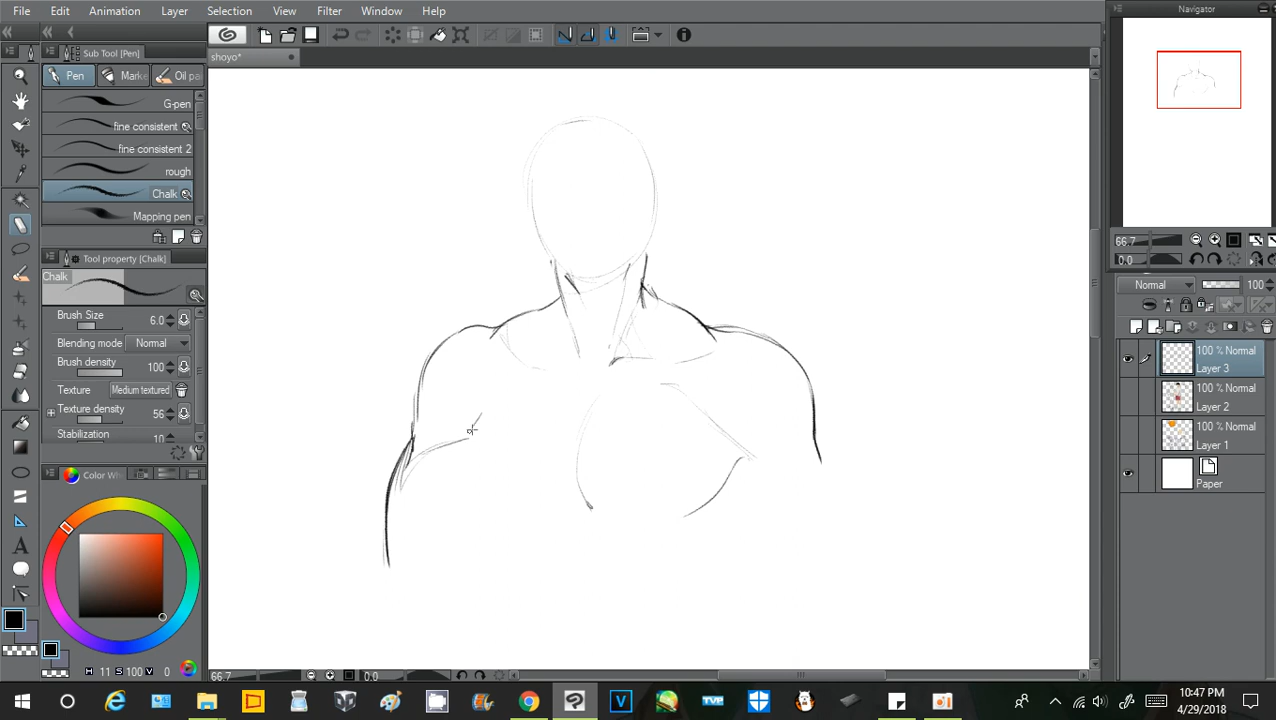 File Edit Animation Layer Selection View Filter Window Help
Navigator
Sub Tool [Pen]
shoyo*
Pen Marke Oil pa
G-pen
fine consistent
fine consistent 2
rough
Chalk
Mapping pen
Tool property [Chalk]
Chalk
Brush Size 6.0
Blending mode Normal
Brush density 100
Texture Medium textured
Texture density 56
Stabilization 10
Color Wh
H 11 S 100 V 0
66.7
0.0
Normal 100
100 % Normal
Layer 3
100 % Normal
Layer 2
100 % Normal
Layer 1
Paper
66.7 0.0
TVP
10:47 PM
4/29/2018